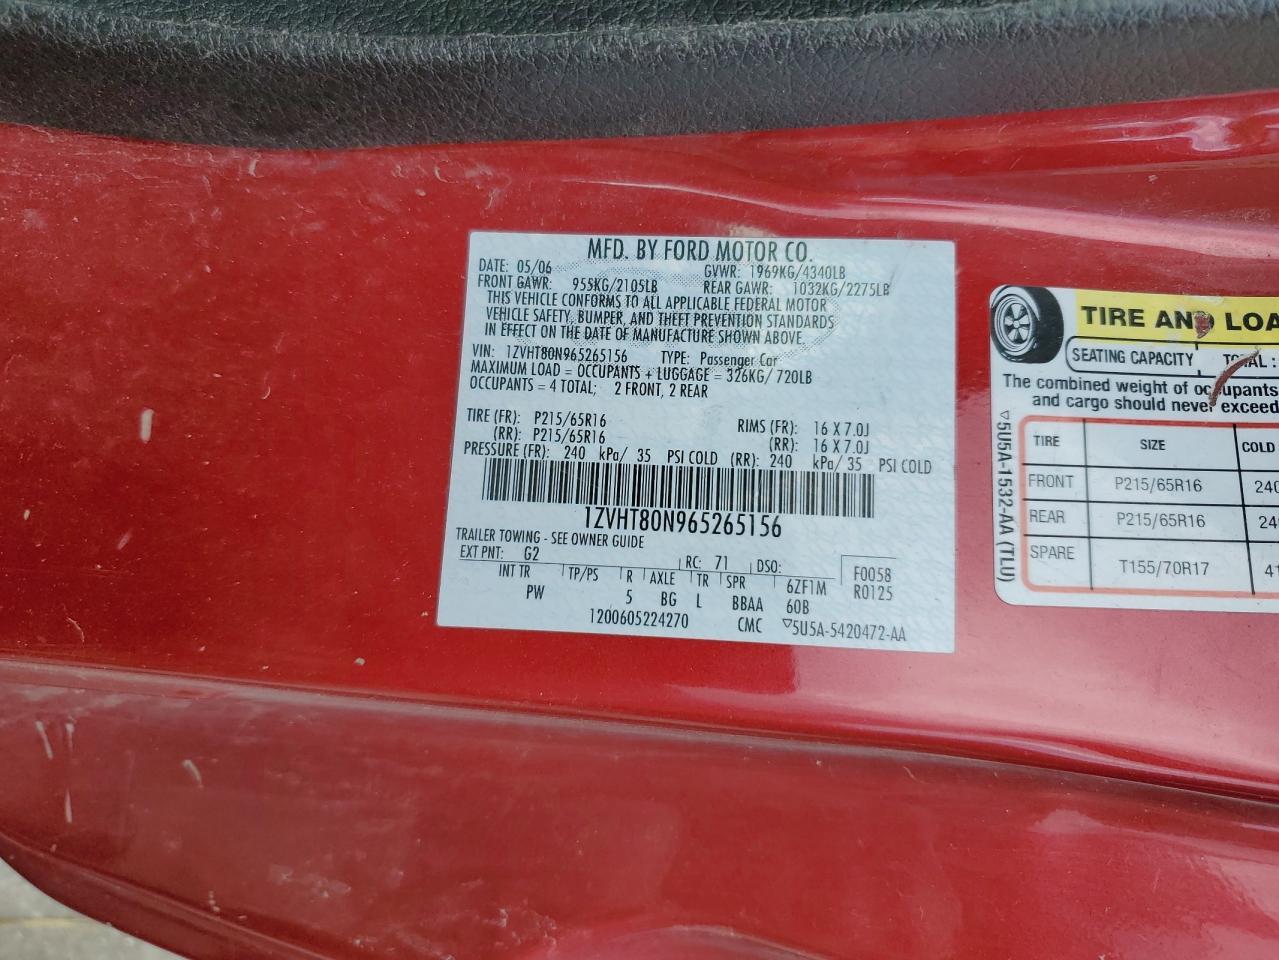 MFD. BY FORD MOTOR CO.
DATE: 05/06 GVWR: 1969KG/4340LB
FRONT GAWR: 955KG/2105LB REAR GAWR: 1032KG/2275LB
THIS VEHICLE CONFORMS TO ALL APPLICABLE FEDERAL MOTOR
VEHICLE SAFETY, BUMPER, AND THEFT PREVENTION STANDARDS
IN EFFECT ON THE DATE OF MANUFACTURE SHOWN ABOVE.
VIN: 1ZVHT80N965265156 TYPE: Passenger Car
MAXIMUM LOAD = OCCUPANTS + LUGGAGE = 326KG/ 720LB
OCCUPANTS = 4 TOTAL; 2 FRONT, 2 REAR
TIRE (FR): P215/65R16 RIMS (FR): 16 X 7.0J
(RR): P215/65R16 (RR): 16 X 7.0J
PRESSURE (FR): 240 kPa/ 35 PSI COLD (RR): 240 kPa/ 35 PSI COLD
1ZVHT80N965265156
TRAILER TOWING - SEE OWNER GUIDE
EXT PNT: G2 RC: 71 DSO: F0058
INT TR TP/PS R AXLE TR SPR 6ZF1M R0125
PW 5 BG L BBAA 60B
1200605224270 CMC ▽5U5A-5420472-AA
TIRE AND LOA
SEATING CAPACITY TOTAL :
The combined weight of occupants
and cargo should never exceed
▽5U5A-1532-AA (TLU)
TIRE SIZE COLD
FRONT P215/65R16 240
REAR P215/65R16 24
SPARE T155/70R17 41